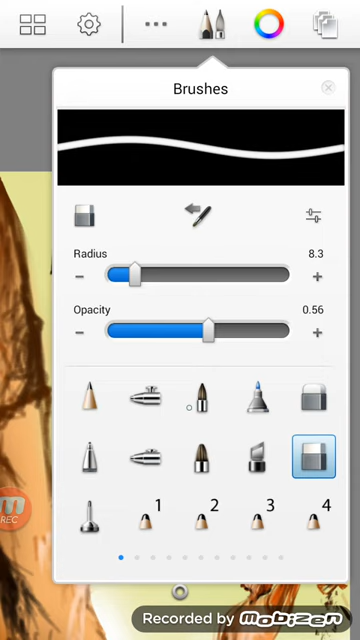 Brushes
Radius
8.3
Opacity
0.56
1
2
3
4
REC
Recorded by Mobizen